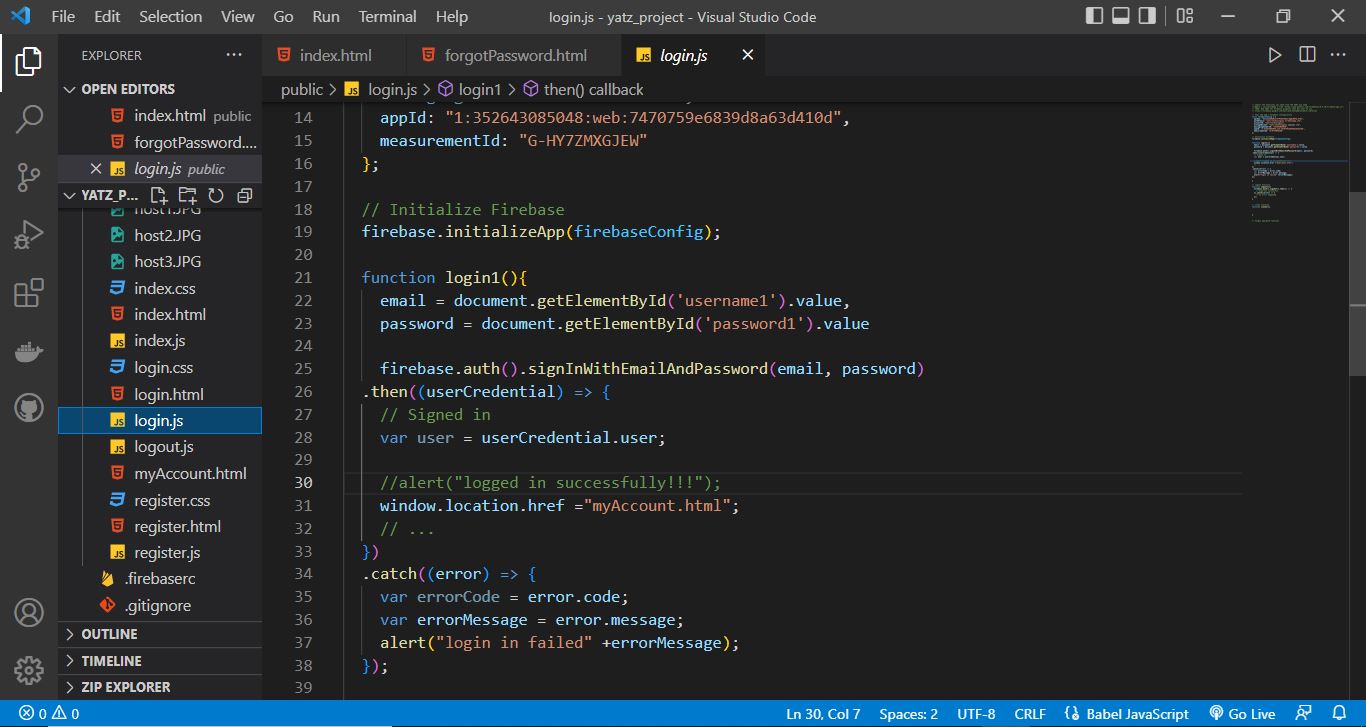 File Edit Selection View Go Run Terminal Help login.js - yatz_project - Visual Studio Code
EXPLORER
index.html forgotPassword.html login.js
OPEN EDITORS
index.html public
forgotPassword....
login.js public
YATZ_P...
host1.JPG
host2.JPG
host3.JPG
index.css
index.html
index.js
login.css
login.html
login.js
logout.js
myAccount.html
register.css
register.html
register.js
.firebaserc
.gitignore
OUTLINE
TIMELINE
ZIP EXPLORER
public > login.js > login1 > then() callback
14 appId: "1:352643085048:web:7470759e6839d8a63d410d",
15 measurementId: "G-HY7ZMXGJEW"
16 };
17
18 // Initialize Firebase
19 firebase.initializeApp(firebaseConfig);
20
21 function login1(){
22 email = document.getElementById('username1').value,
23 password = document.getElementById('password1').value
24
25 firebase.auth().signInWithEmailAndPassword(email, password)
26 .then((userCredential) => {
27 // Signed in
28 var user = userCredential.user;
29
30 //alert("logged in successfully!!!");
31 window.location.href ="myAccount.html";
32 // ...
33 })
34 .catch((error) => {
35 var errorCode = error.code;
36 var errorMessage = error.message;
37 alert("login in failed" +errorMessage);
38 });
39
0 0 Ln 30, Col 7 Spaces: 2 UTF-8 CRLF Babel JavaScript Go Live